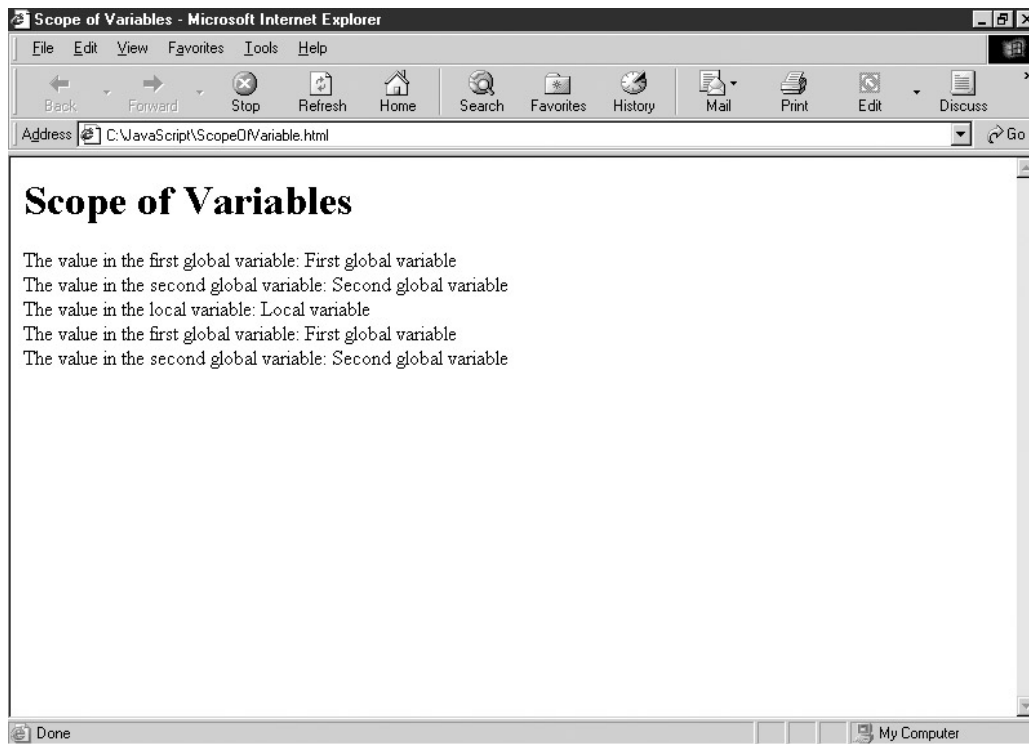 Scope of Variables - Microsoft Internet Explorer
File Edit View Favorites Tools Help
Back Forward Stop Refresh Home Search Favorites History Mail Print Edit Discuss
Address C:\JavaScript\ScopeOfVariable.html Go
Scope of Variables
The value in the first global variable: First global variable
The value in the second global variable: Second global variable
The value in the local variable: Local variable
The value in the first global variable: First global variable
The value in the second global variable: Second global variable
Done My Computer